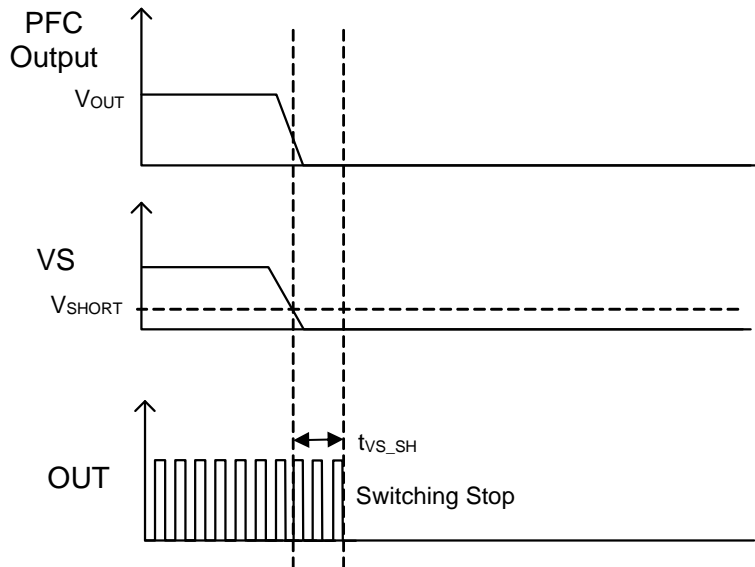 PFC
Output
VOUT
VS
VSHORT
tVS_SH
OUT
Switching Stop